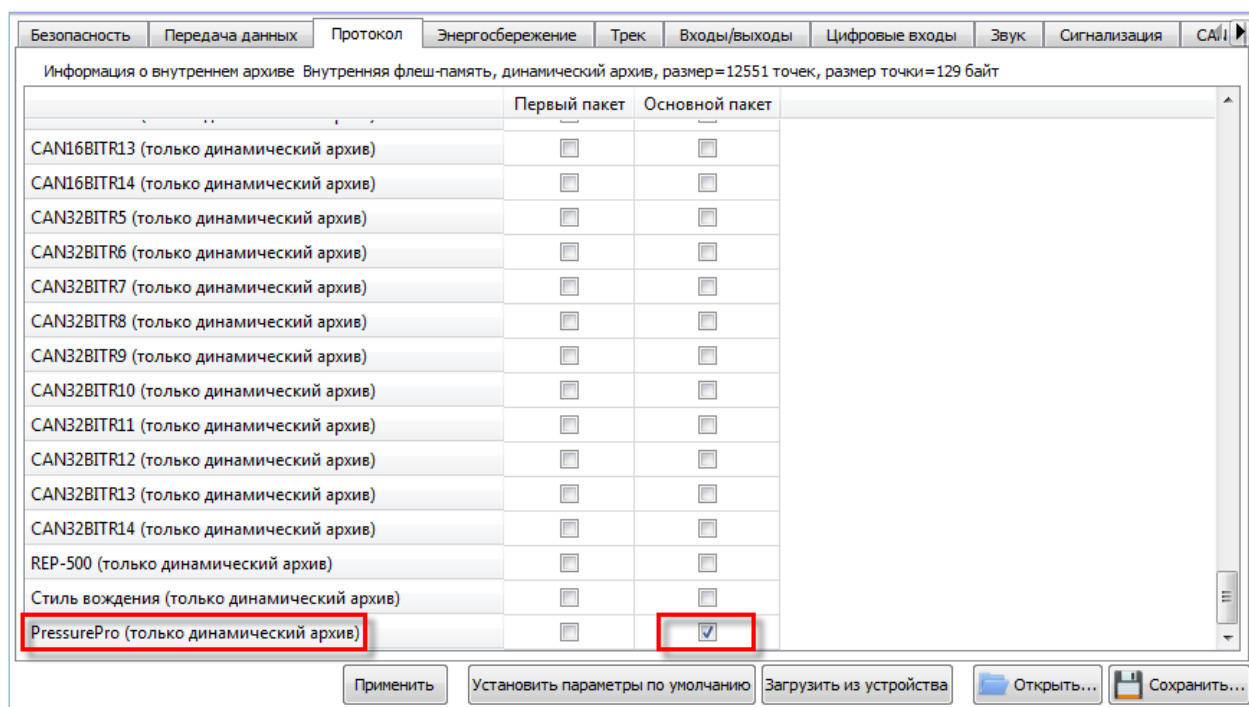 Безопасность Передача данных Протокол Энергосбережение Трек Входы/выходы Цифровые входы Звук Сигнализация
Информация о внутреннем архиве Внутренняя флеш-память, динамический архив, размер=12551 точек, размер точки=129 байт
Первый пакет Основной пакет
CAN16BITR13 (только динамический архив)
CAN16BITR14 (только динамический архив)
CAN32BITR5 (только динамический архив)
CAN32BITR6 (только динамический архив)
CAN32BITR7 (только динамический архив)
CAN32BITR8 (только динамический архив)
CAN32BITR9 (только динамический архив)
CAN32BITR10 (только динамический архив)
CAN32BITR11 (только динамический архив)
CAN32BITR12 (только динамический архив)
CAN32BITR13 (только динамический архив)
CAN32BITR14 (только динамический архив)
REP-500 (только динамический архив)
Стиль вождения (только динамический архив)
PressurePro (только динамический архив)
Применить Установить параметры по умолчанию Загрузить из устройства Открыть... Сохранить...